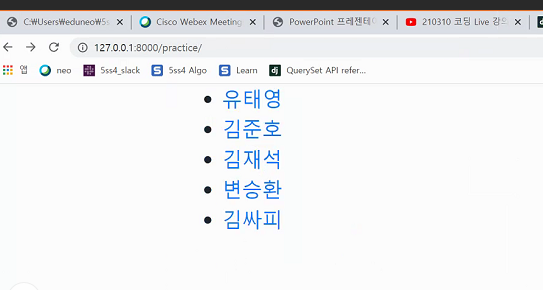 C:₩Users₩eduneo₩5s
Cisco Webex Meeting
PowerPoint 프레젠테이
210310 코딩 Live 강의
127.0.0.1:8000/practice/
앱 neo 5ss4_slack 5ss4 Algo Learn QuerySet API refer...
유태영
김준호
김재석
변승환
김싸피